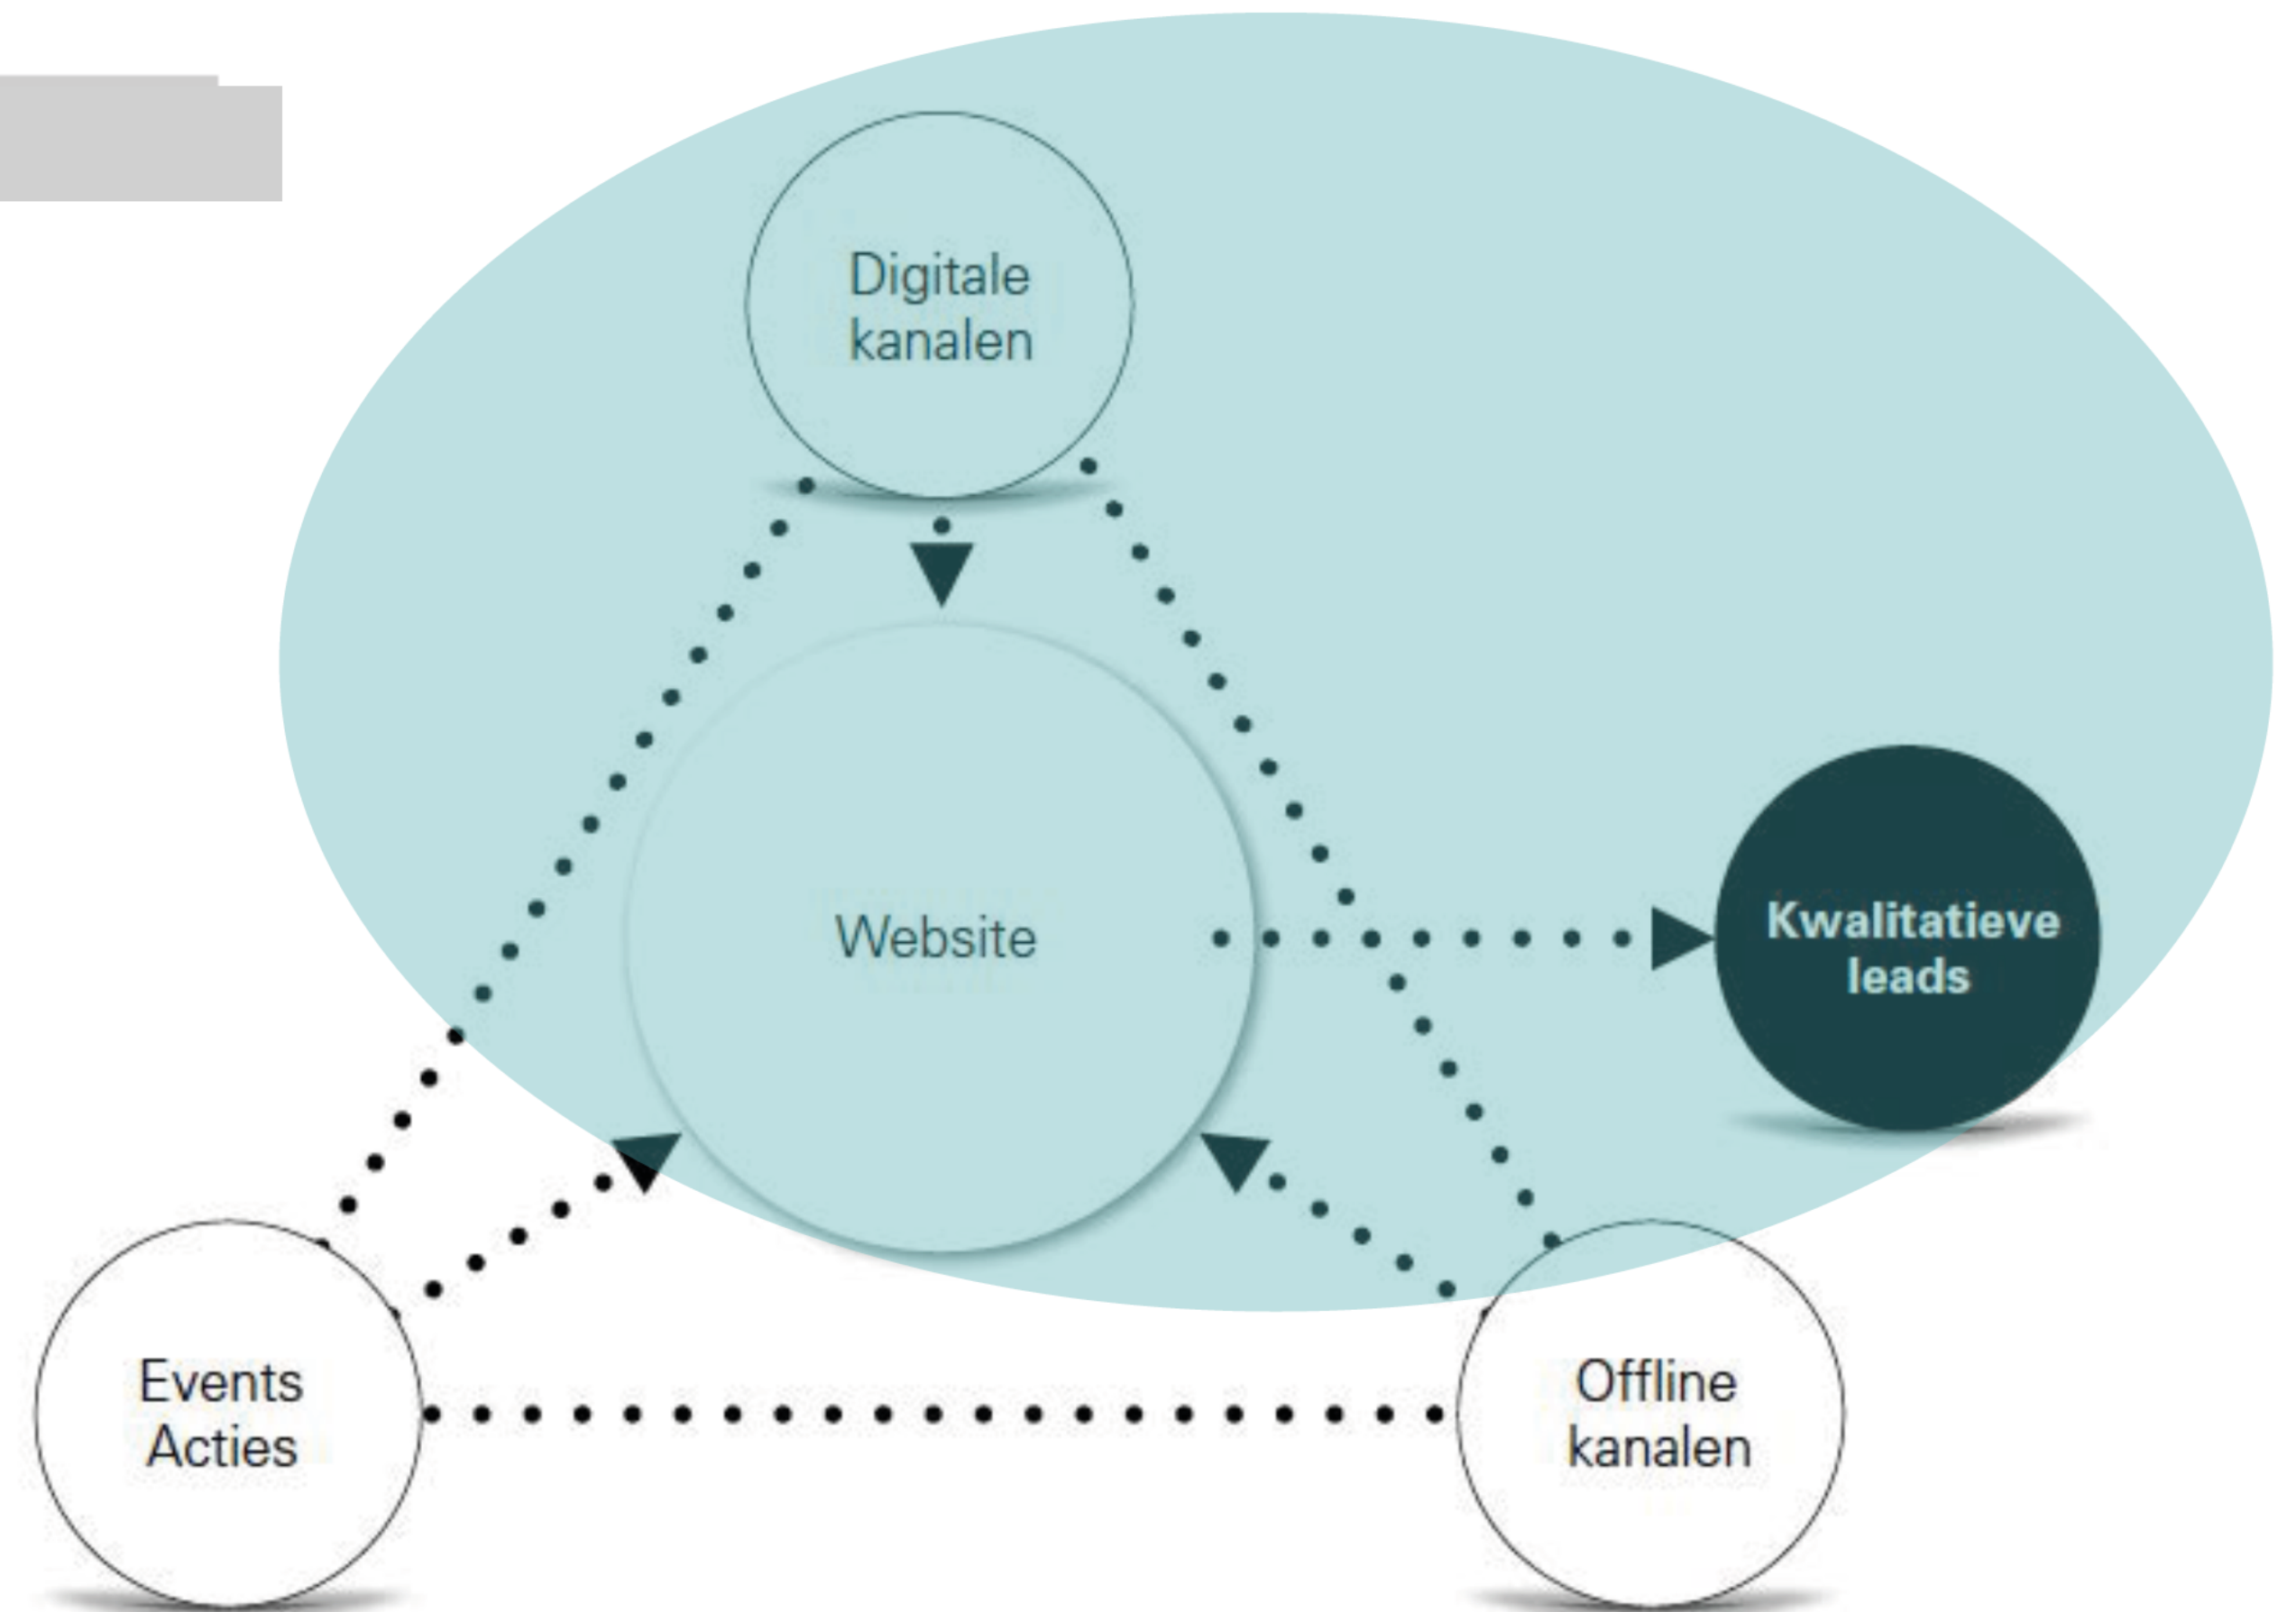 Digitale
kanalen
Website
Kwalitatieve
leads
Events
Acties
Offline
kanalen